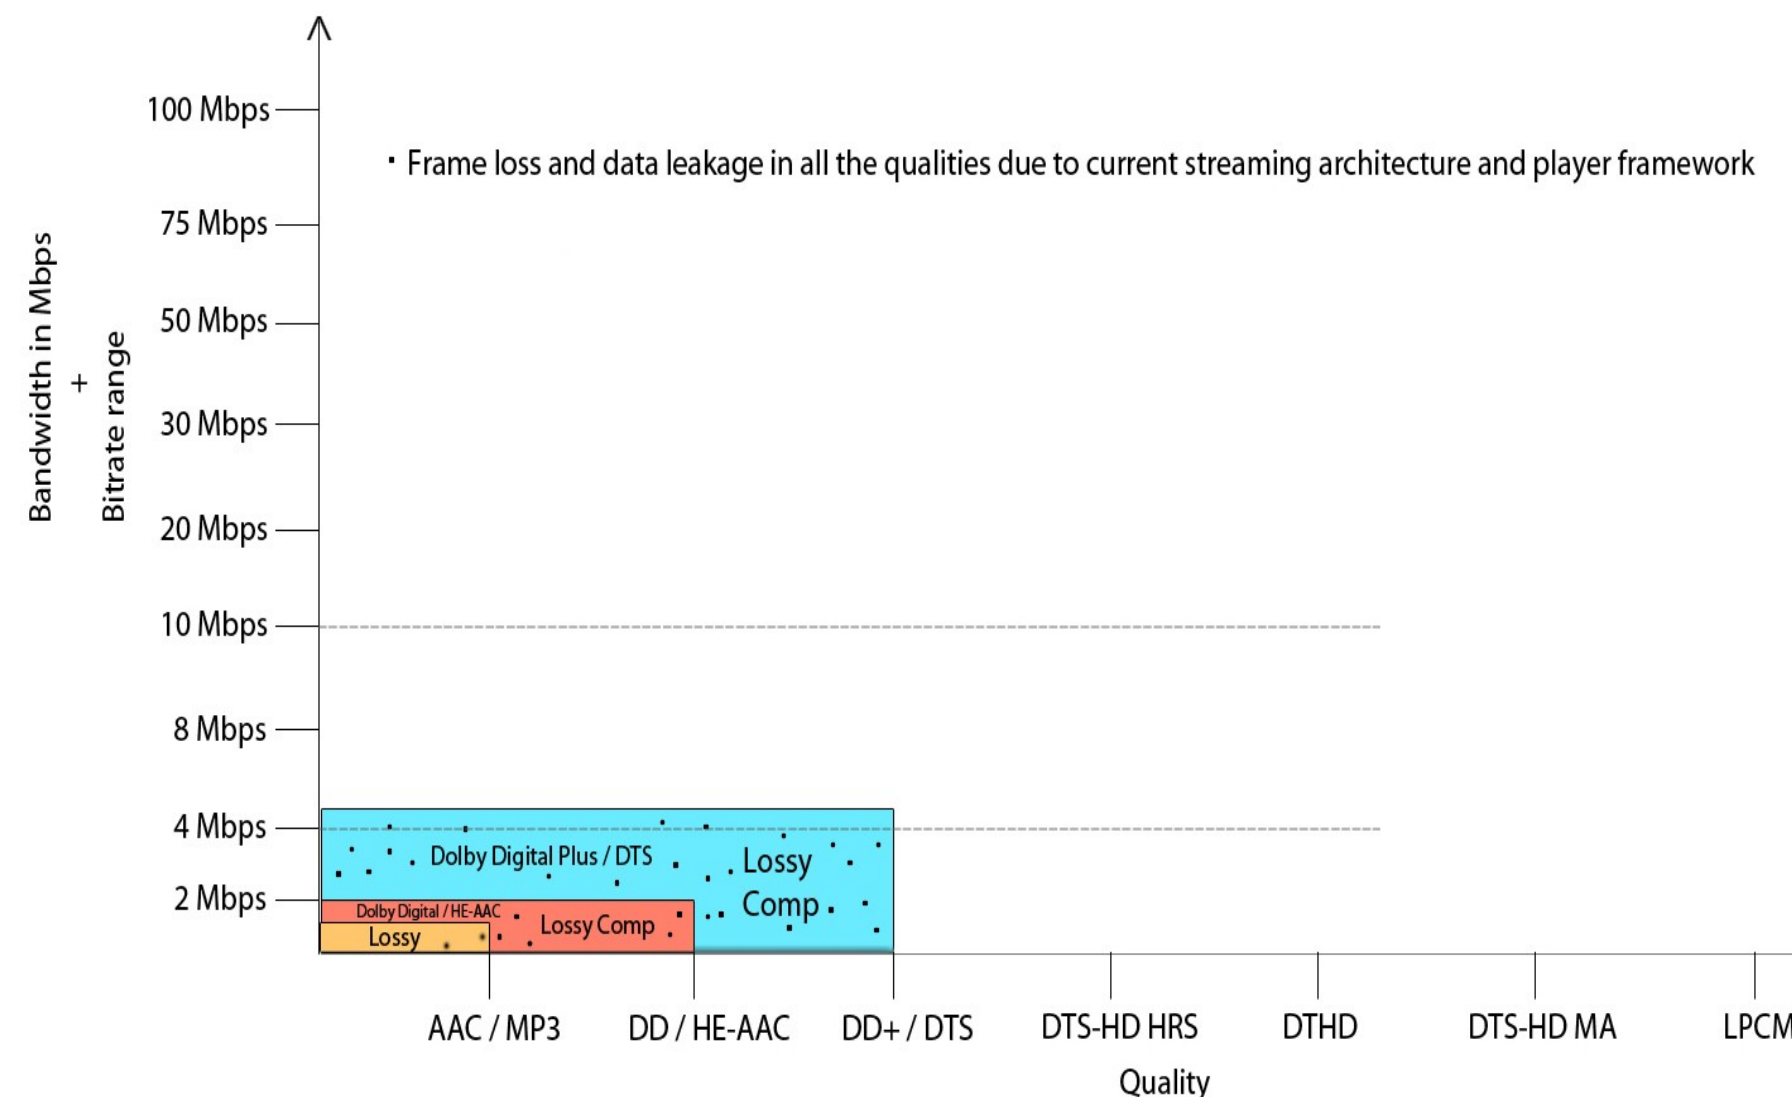 100 Mbps
· Frame loss and data leakage in all the qualities due to current streaming architecture and player framework
75 Mbps
50 Mbps
30 Mbps
20 Mbps
10 Mbps
8 Mbps
4 Mbps
2 Mbps
Bandwidth in Mbps
+
Bitrate range
Dolby Digital Plus / DTS
Lossy
Comp
Dolby Digital / HE-AAC
Lossy Comp
Lossy
AAC / MP3
DD / HE-AAC
DD+ / DTS
DTS-HD HRS
DTHD
DTS-HD MA
LPCM
Quality